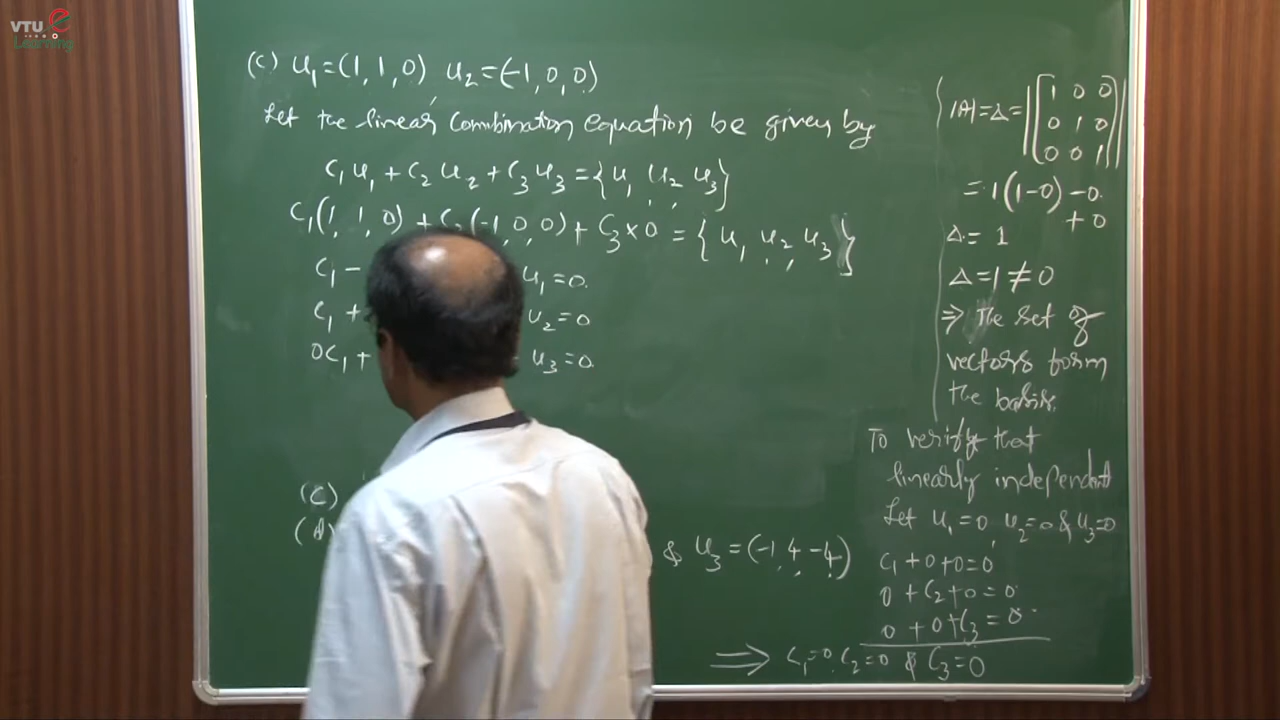 VTU e
Learning
(c) u₁=(1, 1, 0), u₂=(-1, 0, 0)
Let the linear Combination equation be given by
C₁u₁ + C₂u₂ + C₃u₃ = {u₁, u₂, u₃}
C₁(1, 1, 0) + C₂(-1, 0, 0) + C₃×0 = {u₁, u₂, u₃}
C₁ - u₁=0.
C₁ + u₂=0
0C₁ + = u₃=0.
(C)
(d)
& u₃ = (-1, 4, -4)
|A|=Δ= |[1 0 0
0 1 0
0 0 1]|
= 1(1-0) -0.
+ 0
Δ= 1
Δ=1≠0
⇒ The set of
vectors form
the basis.
To verify that
linearly independent
Let u₁=0, u₂=0 & u₃=0
C₁+0+0=0
0+C₂+0=0
0+0+C₃=0
⟹ C₁=0, C₂=0 & C₃=0